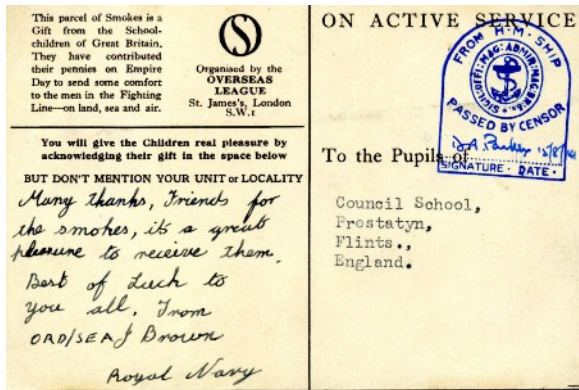 This parcel of Smokes is a
Gift from the School-
children of Great Britain.
They have contributed
their pennies on Empire
Day to send some comfort
to the men in the Fighting
Line—on land, sea and air.
OS
Organised by the
OVERSEAS
LEAGUE
St. James's, London
S.W.1
You will give the Children real pleasure by
acknowledging their gift in the space below
BUT DON'T MENTION YOUR UNIT or LOCALITY
Many thanks, Friends for
the smokes, it's a great
pleasure to receive them.
Best of Luck to
you all. From
ORD/SEA J Brown
Royal Navy
ON ACTIVE SERVICE
FROM H.M. SHIP
PASSED BY CENSOR
SIGNATURE · DATE ·
To the Pupils of
Council School,
Prostatyn,
Flints.,
England.